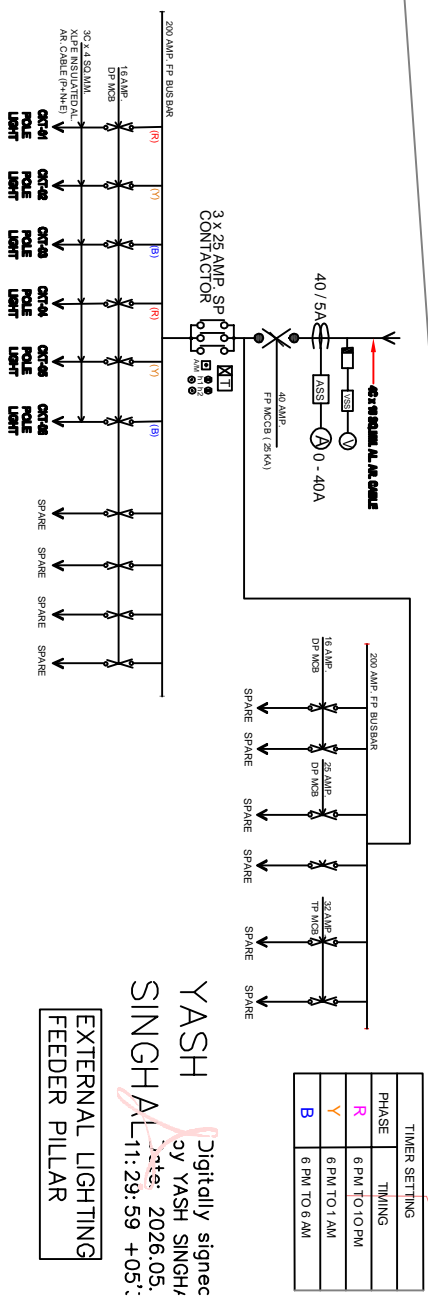 4C x 16 SQ.MM. AL. AR. CABLE
V
VSS
40 / 5A
ASS
A
0 - 40A
40 AMP.
FP MCCB ( 25 KA)
3 x 25 AMP. SP
CONTACTOR
T
A/M h1 h2
200 AMP. FP BUSBAR
16 AMP.
DP MCB
3C x 4 SQ.MM.
XLPE INSULATED AL.
AR. CABLE (P+N+E)
(R)
(Y)
(B)
(R)
(Y)
(B)
CKT-01
POLE
LIGHT
CKT-02
POLE
LIGHT
CKT-03
POLE
LIGHT
CKT-04
POLE
LIGHT
CKT-05
POLE
LIGHT
CKT-06
POLE
LIGHT
SPARE
SPARE
SPARE
SPARE
200 AMP. FP BUSBAR
16 AMP.
DP MCB
25 AMP.
DP MCB
32 AMP
TP MCB
SPARE
SPARE
SPARE
SPARE
SPARE
SPARE
TIMER SETTING
PHASE TIMING
R 6 PM TO 10 PM
Y 6 PM TO 1 AM
B 6 PM TO 6 AM
YASH
SINGHAL
Digitally signed
by YASH SINGHA
Date: 2026.05.
11:29:59 +05'
EXTERNAL LIGHTING
FEEDER PILLAR